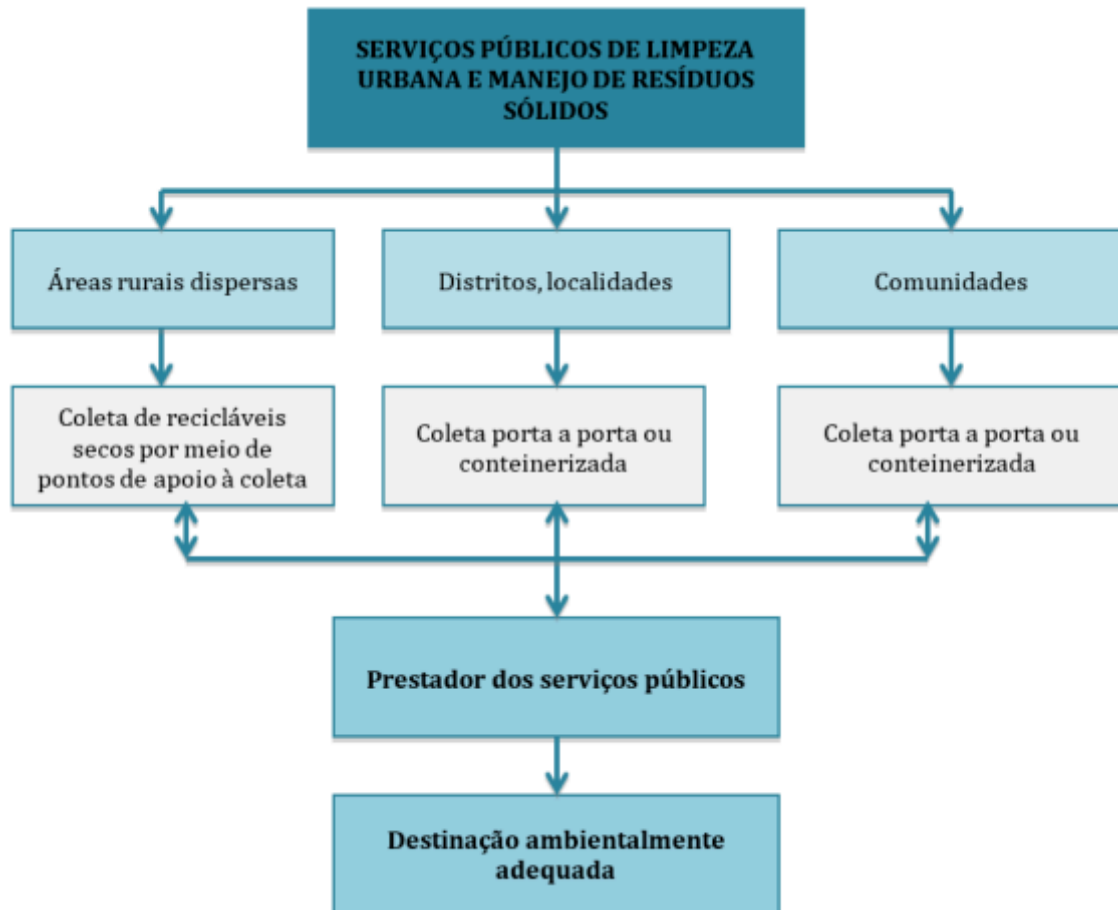 SERVIÇOS PÚBLICOS DE LIMPEZA
URBANA E MANEJO DE RESÍDUOS
SÓLIDOS
Áreas rurais dispersas
Distritos, localidades
Comunidades
Coleta de recicláveis
secos por meio de
pontos de apoio à coleta
Coleta porta a porta ou
conteinerizada
Coleta porta a porta ou
conteinerizada
Prestador dos serviços públicos
Destinação ambientalmente
adequada